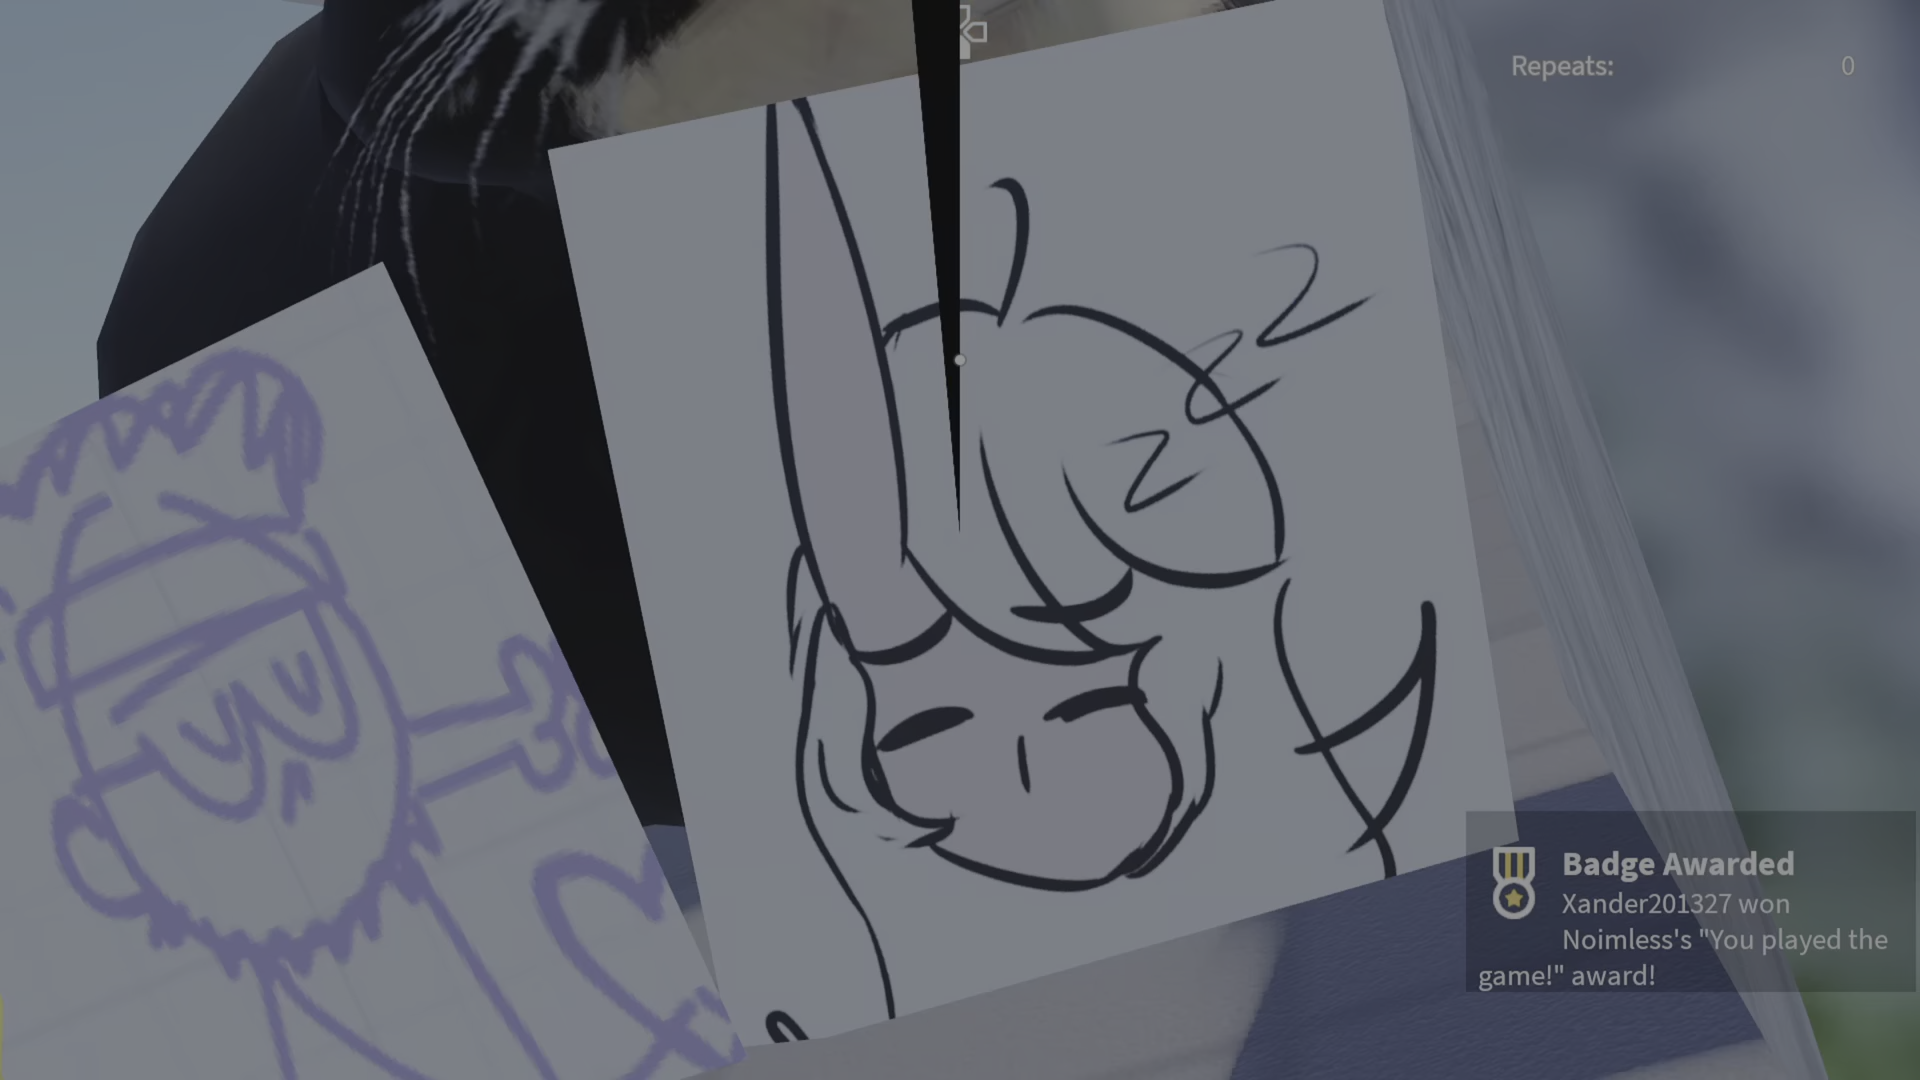 Repeats: 0
z
z
z
Badge Awarded
Xander201327 won
Noimless's "You played the
game!" award!